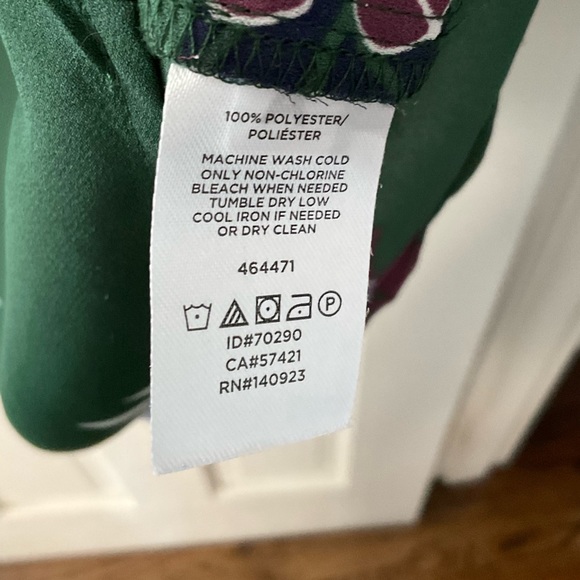 100% POLYESTER/
POLIÉSTER
MACHINE WASH COLD
ONLY NON-CHLORINE
BLEACH WHEN NEEDED
TUMBLE DRY LOW
COOL IRON IF NEEDED
OR DRY CLEAN
464471
P
ID#70290
CA#57421
RN#140923